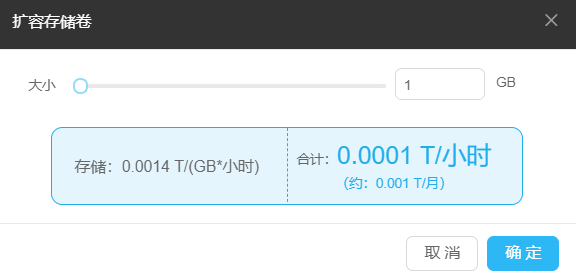 扩容存储卷
大小
1
GB
存储：0.0014 T/(GB*小时)
合计：0.0001 T/小时
（约：0.001 T/月）
取 消
确 定